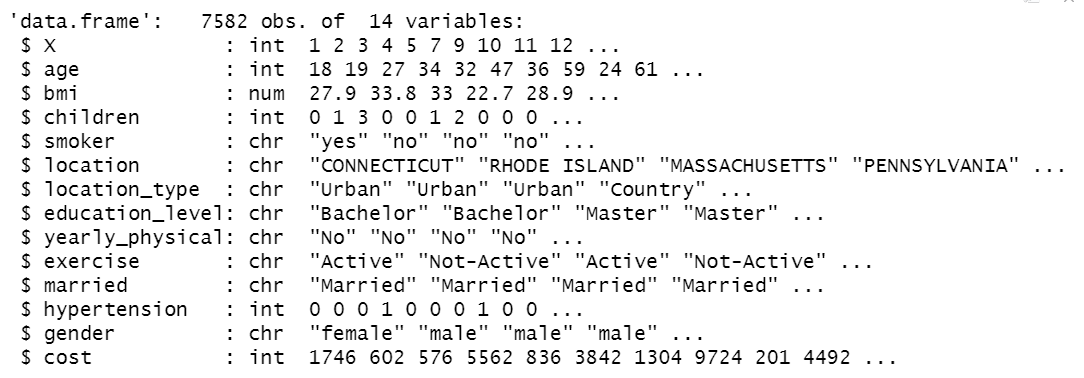 'data.frame':   7582 obs. of  14 variables:
 $ X              : int  1 2 3 4 5 7 9 10 11 12 ...
 $ age            : int  18 19 27 34 32 47 36 59 24 61 ...
 $ bmi            : num  27.9 33.8 33 22.7 28.9 ...
 $ children       : int  0 1 3 0 0 1 2 0 0 0 ...
 $ smoker         : chr  "yes" "no" "no" "no" ...
 $ location       : chr  "CONNECTICUT" "RHODE ISLAND" "MASSACHUSETTS" "PENNSYLVANIA" ...
 $ location_type  : chr  "Urban" "Urban" "Urban" "Country" ...
 $ education_level: chr  "Bachelor" "Bachelor" "Master" "Master" ...
 $ yearly_physical: chr  "No" "No" "No" "No" ...
 $ exercise       : chr  "Active" "Not-Active" "Active" "Not-Active" ...
 $ married        : chr  "Married" "Married" "Married" "Married" ...
 $ hypertension   : int  0 0 0 1 0 0 0 1 0 0 ...
 $ gender         : chr  "female" "male" "male" "male" ...
 $ cost           : int  1746 602 576 5562 836 3842 1304 9724 201 4492 ...